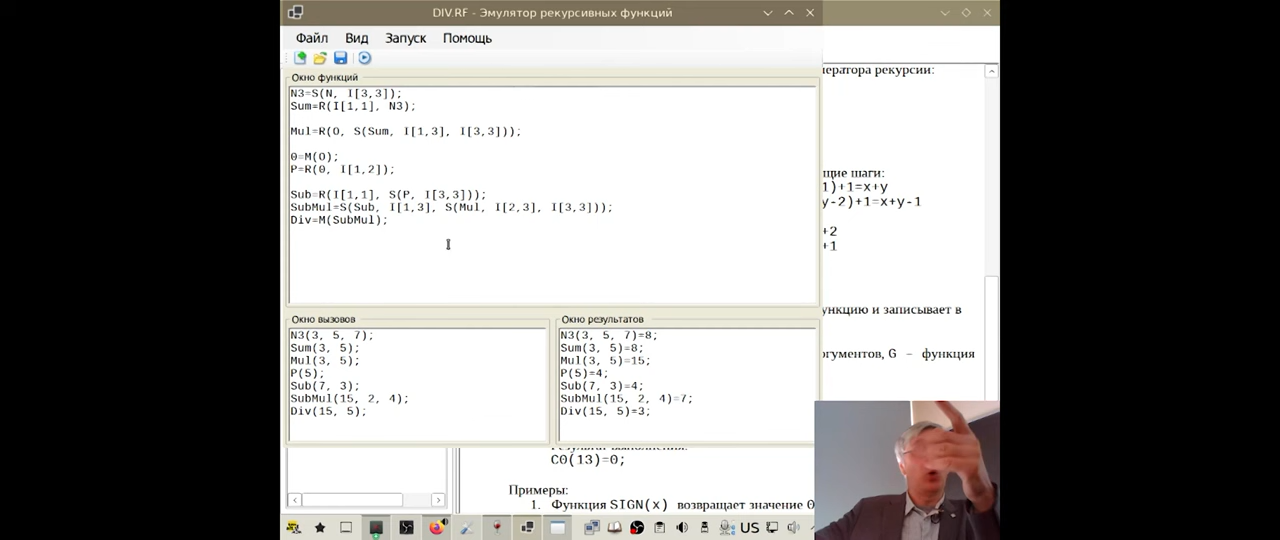 DIV.RF - Эмулятор рекурсивных функций
Файл Вид Запуск Помощь
Окно функций
N3=S(N, I[3,3]);
Sum=R(I[1,1], N3);
Mul=R(O, S(Sum, I[1,3], I[3,3]));
0=M(O);
P=R(0, I[1,2]);
Sub=R(I[1,1], S(P, I[3,3]));
SubMul=S(Sub, I[1,3], S(Mul, I[2,3], I[3,3]));
Div=M(SubMul);
Окно вызовов
N3(3, 5, 7);
Sum(3, 5);
Mul(3, 5);
P(5);
Sub(7, 3);
SubMul(15, 2, 4);
Div(15, 5);
Окно результатов
N3(3, 5, 7)=8;
Sum(3, 5)=8;
Mul(3, 5)=15;
P(5)=4;
Sub(7, 3)=4;
SubMul(15, 2, 4)=7;
Div(15, 5)=3;
ператора рекурсии:
щие шаги:
1)+1=x+y
y-2)+1=x+y-1
+2
+1
ункцию и записывает в
ргументов, G – функция
Результат выполнения:
C0(13)=0;
Примеры:
1. Функция SIGN(x) возвращает значение 0
US